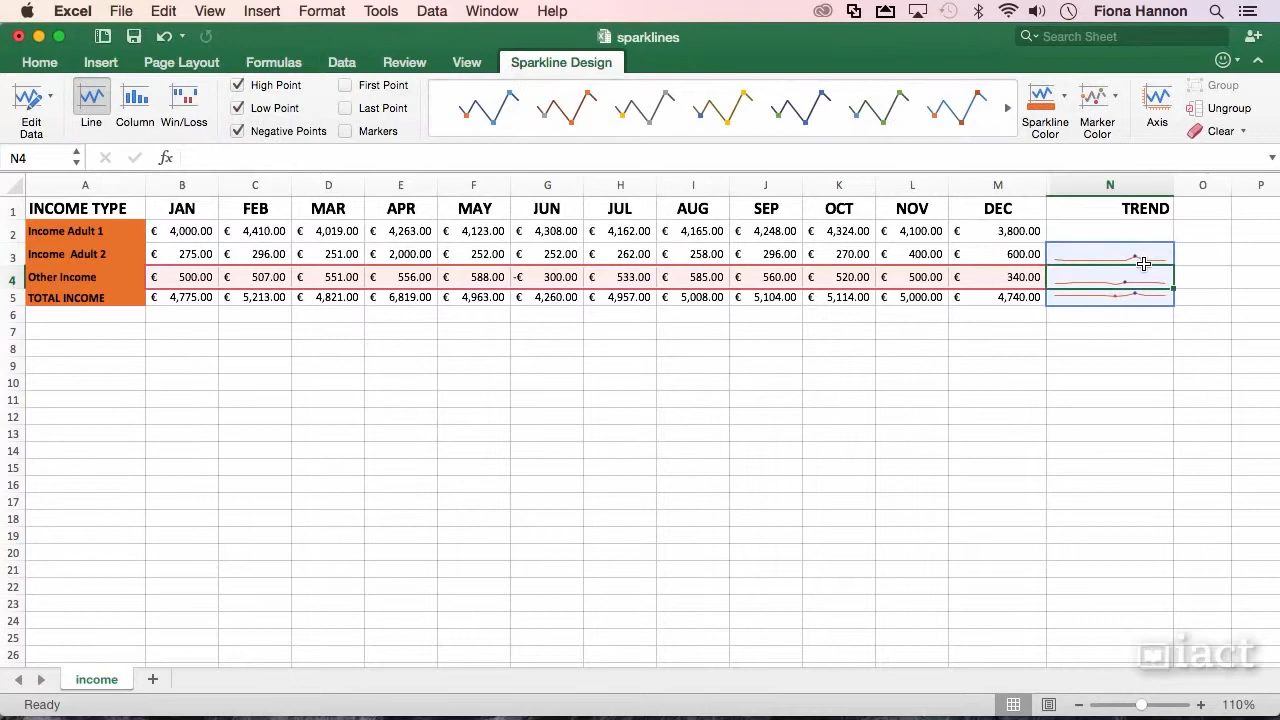 Excel File Edit View Insert Format Tools Data Window Help Fiona Hannon
sparklines Search Sheet
Home Insert Page Layout Formulas Data Review View Sparkline Design
Edit Data Line Column Win/Loss High Point Low Point Negative Points First Point Last Point Markers Sparkline Color Marker Color Axis Group Ungroup Clear
N4 fx
A B C D E F G H I J K L M N O P
1 INCOME TYPE JAN FEB MAR APR MAY JUN JUL AUG SEP OCT NOV DEC TREND
2 Income Adult 1 € 4,000.00 € 4,410.00 € 4,019.00 € 4,263.00 € 4,123.00 € 4,308.00 € 4,162.00 € 4,165.00 € 4,248.00 € 4,324.00 € 4,100.00 € 3,800.00
3 Income Adult 2 € 275.00 € 296.00 € 251.00 € 2,000.00 € 252.00 € 252.00 € 262.00 € 258.00 € 296.00 € 270.00 € 400.00 € 600.00
4 Other Income € 500.00 € 507.00 € 551.00 € 556.00 € 588.00 -€ 300.00 € 533.00 € 585.00 € 560.00 € 520.00 € 500.00 € 340.00
5 TOTAL INCOME € 4,775.00 € 5,213.00 € 4,821.00 € 6,819.00 € 4,963.00 € 4,260.00 € 4,957.00 € 5,008.00 € 5,104.00 € 5,114.00 € 5,000.00 € 4,740.00
6
7
8
9
10
11
12
13
14
15
16
17
18
19
20
21
22
23
24
25
26
iact
income
Ready 110%